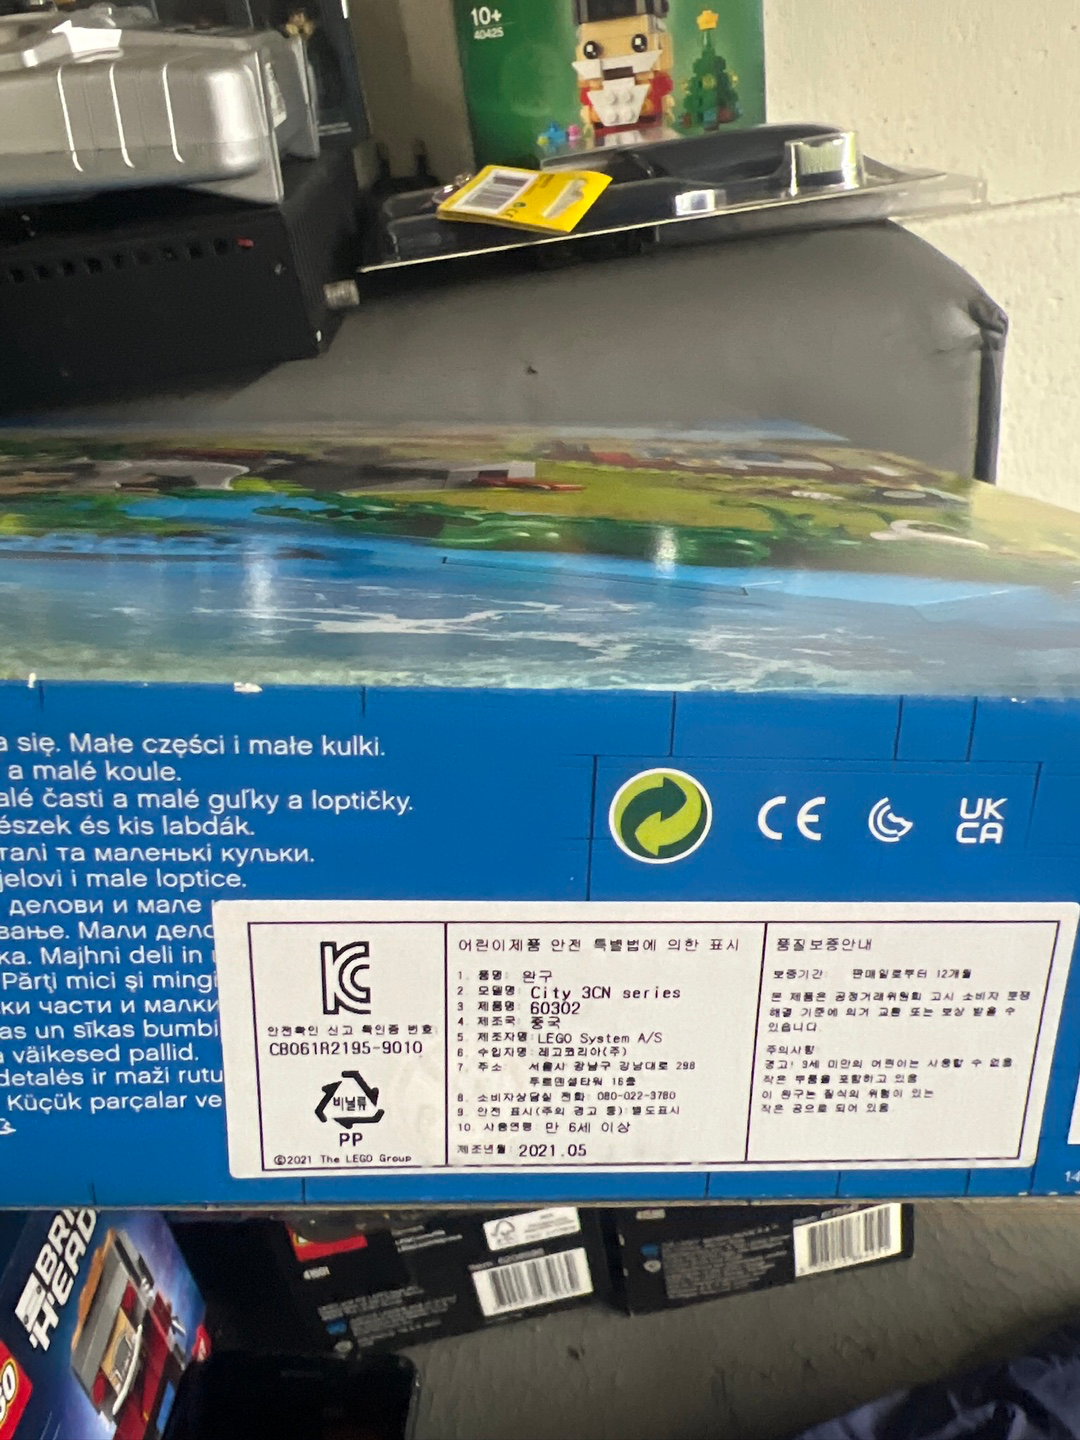 10+
40425
a się. Małe części i małe kulki.
a malé koule.
alé časti a malé guľky a loptičky.
észek és kis labdák.
талі та маленькі кульки.
jelovi i male loptice.
делови и мале
вање. Мали дело
ka. Majhni deli in
Părți mici și mingi
ки части и малки
as un sīkas bumbi
a väikesed pallid.
detalės ir maži rutu
Küçük parçalar ve
CE
UK
CA
안전확인 신고 확인증 번호:
CB061R2195-9010
비닐류
PP
©2021 The LEGO Group
어린이제품 안전 특별법에 의한 표시
1. 품명: 완구
2. 모델명: City 3CN series
3. 제품명: 60302
4. 제조국: 중국
5. 제조자명: LEGO System A/S
6. 수입자명: 레고코리아(주)
7. 주소: 서울시 강남구 강남대로 298
푸르덴셜타워 16층
8. 소비자상담실 전화: 080-022-3780
9. 안전 표시(주의 경고 등): 별도표시
10. 사용연령: 만 6세 이상
제조년월: 2021.05
품질보증안내
보증기간: 판매일로부터 12개월
본 제품은 공정거래위원회 고시 소비자 분쟁
해결 기준에 의거 교환 또는 보상 받을 수
있습니다.
주의사항:
경고! 3세 미만의 어린이는 사용할 수 없음
작은 부품을 포함하고 있음
이 완구는 질식의 위험이 있는
작은 공으로 되어 있음
14
BRI
HEAD